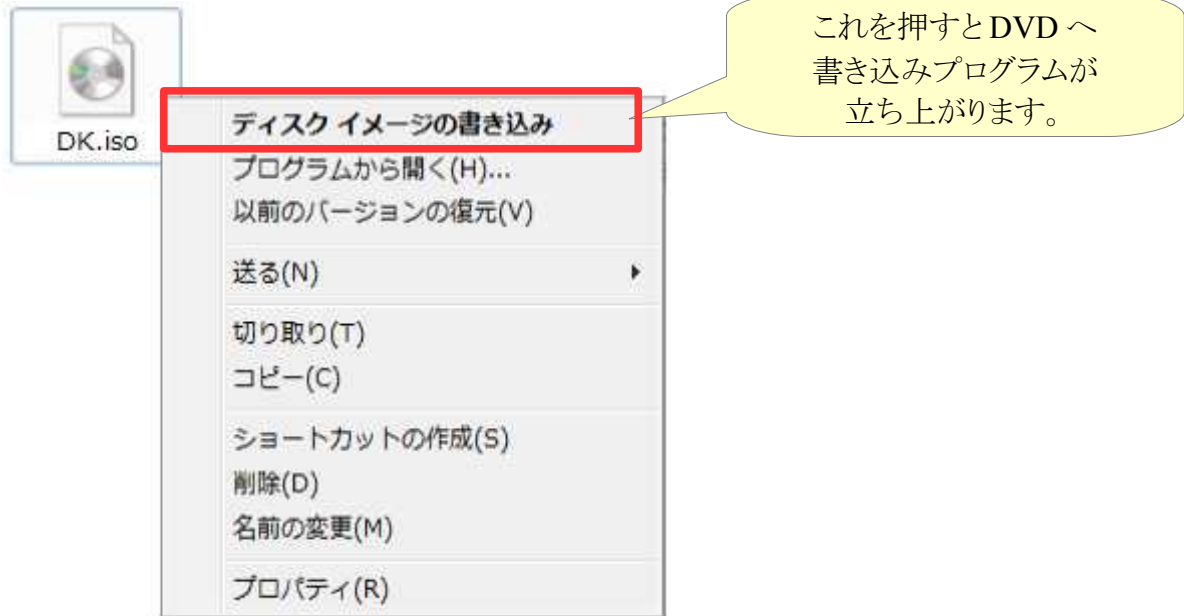 これを押すと DVD へ
書き込みプログラムが
立ち上がります。
DK.iso
ディスク イメージの書き込み
プログラムから開く(H)...
以前のバージョンの復元(V)
送る(N)
切り取り(T)
コピー(C)
ショートカットの作成(S)
削除(D)
名前の変更(M)
プロパティ(R)